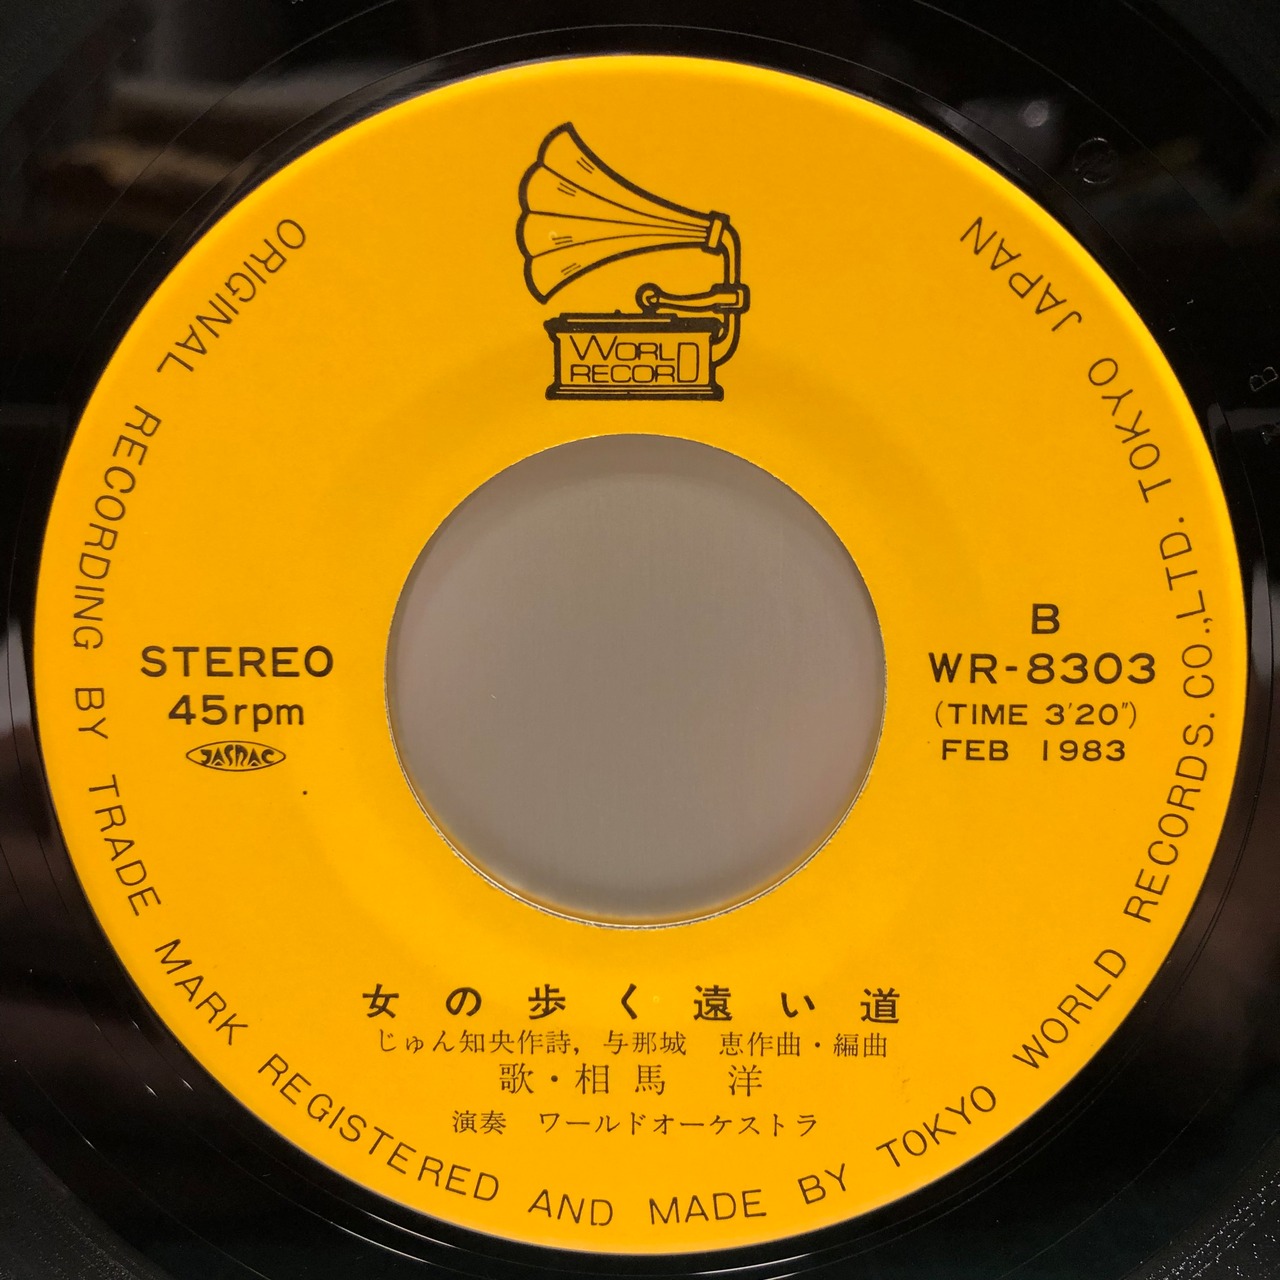 ORIGINAL RECORDING BY TRADE MARK REGISTERED AND MADE BY TOKYO WORLD RECORDS. CO.,LTD. TOKYO JAPAN
WORLD
RECORD
STEREO
45rpm
JASRAC
B
WR-8303
(TIME 3'20")
FEB 1983
女の歩く遠い道
じゅん知央作詩，与那城　恵作曲・編曲
歌・相馬　洋
演奏　ワールドオーケストラ